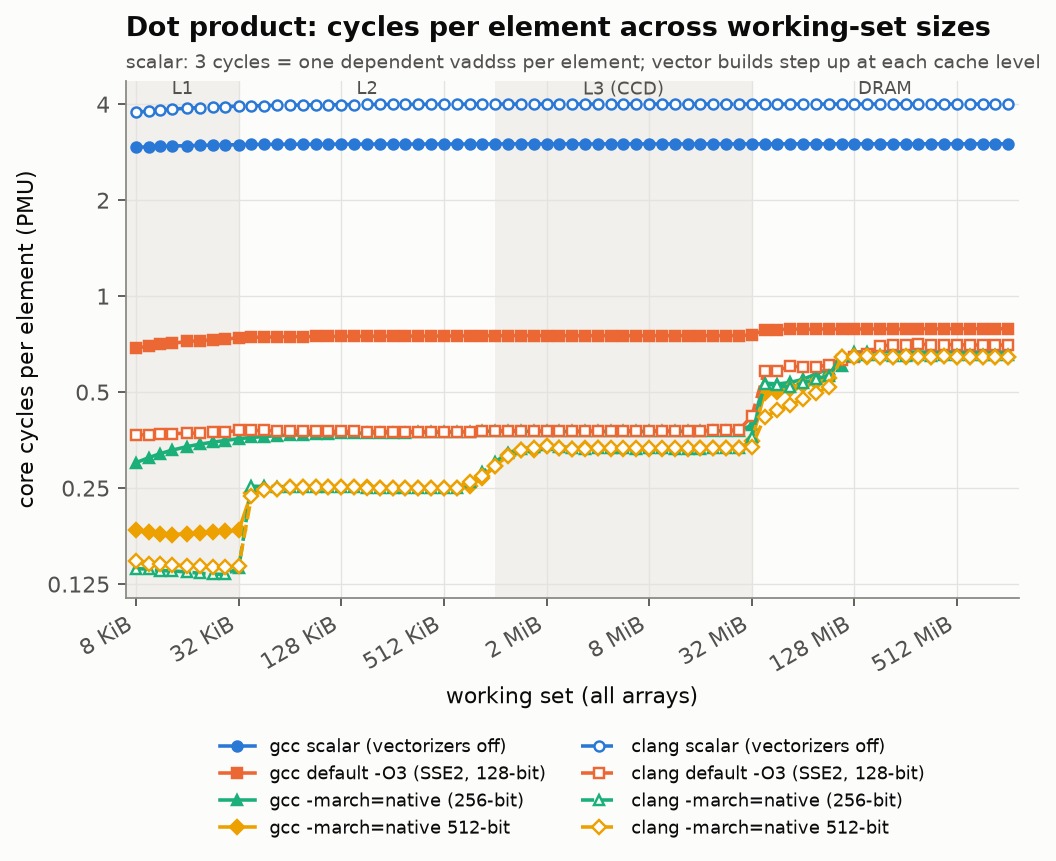 Dot product: cycles per element across working-set sizes
scalar: 3 cycles = one dependent vaddss per element; vector builds step up at each cache level
L1
L2
L3 (CCD)
DRAM
core cycles per element (PMU)
4
2
1
0.5
0.25
0.125
8 KiB
32 KiB
128 KiB
512 KiB
2 MiB
8 MiB
32 MiB
128 MiB
512 MiB
working set (all arrays)
gcc scalar (vectorizers off)
gcc default -O3 (SSE2, 128-bit)
gcc -march=native (256-bit)
gcc -march=native 512-bit
clang scalar (vectorizers off)
clang default -O3 (SSE2, 128-bit)
clang -march=native (256-bit)
clang -march=native 512-bit